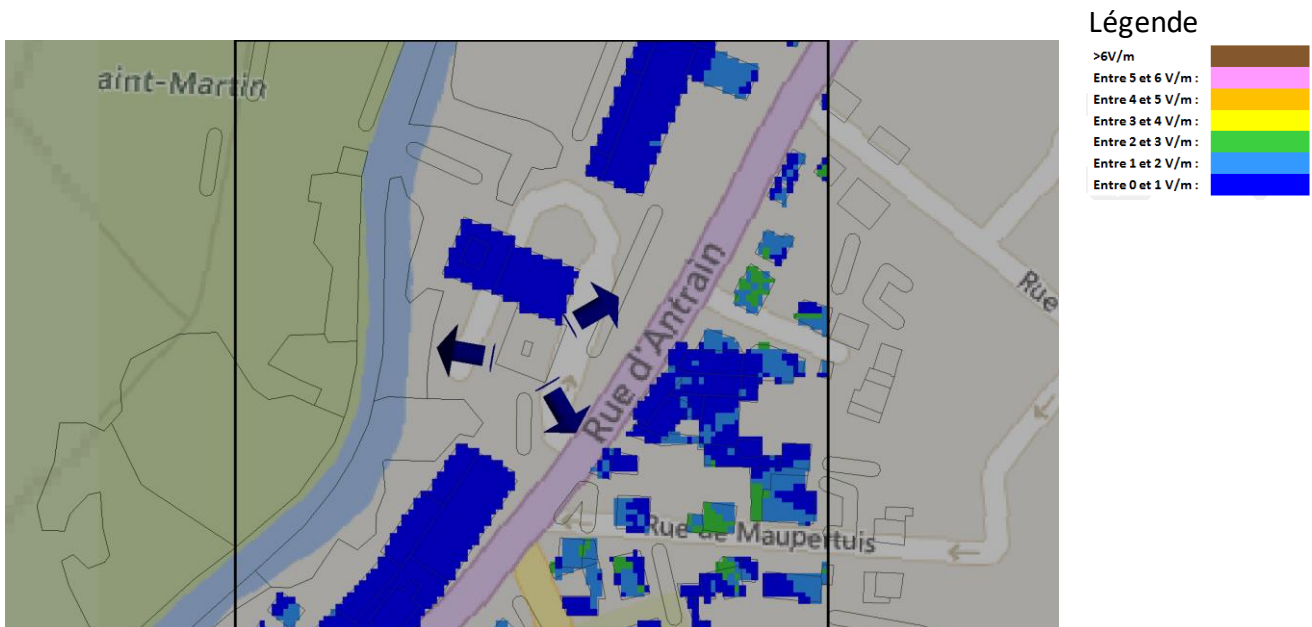 Légende
>6V/m
Entre 5 et 6 V/m :
Entre 4 et 5 V/m :
Entre 3 et 4 V/m :
Entre 2 et 3 V/m :
Entre 1 et 2 V/m :
Entre 0 et 1 V/m :
aint-Martin
Rue d'Antrain
Rue
Rue de Maupertuis